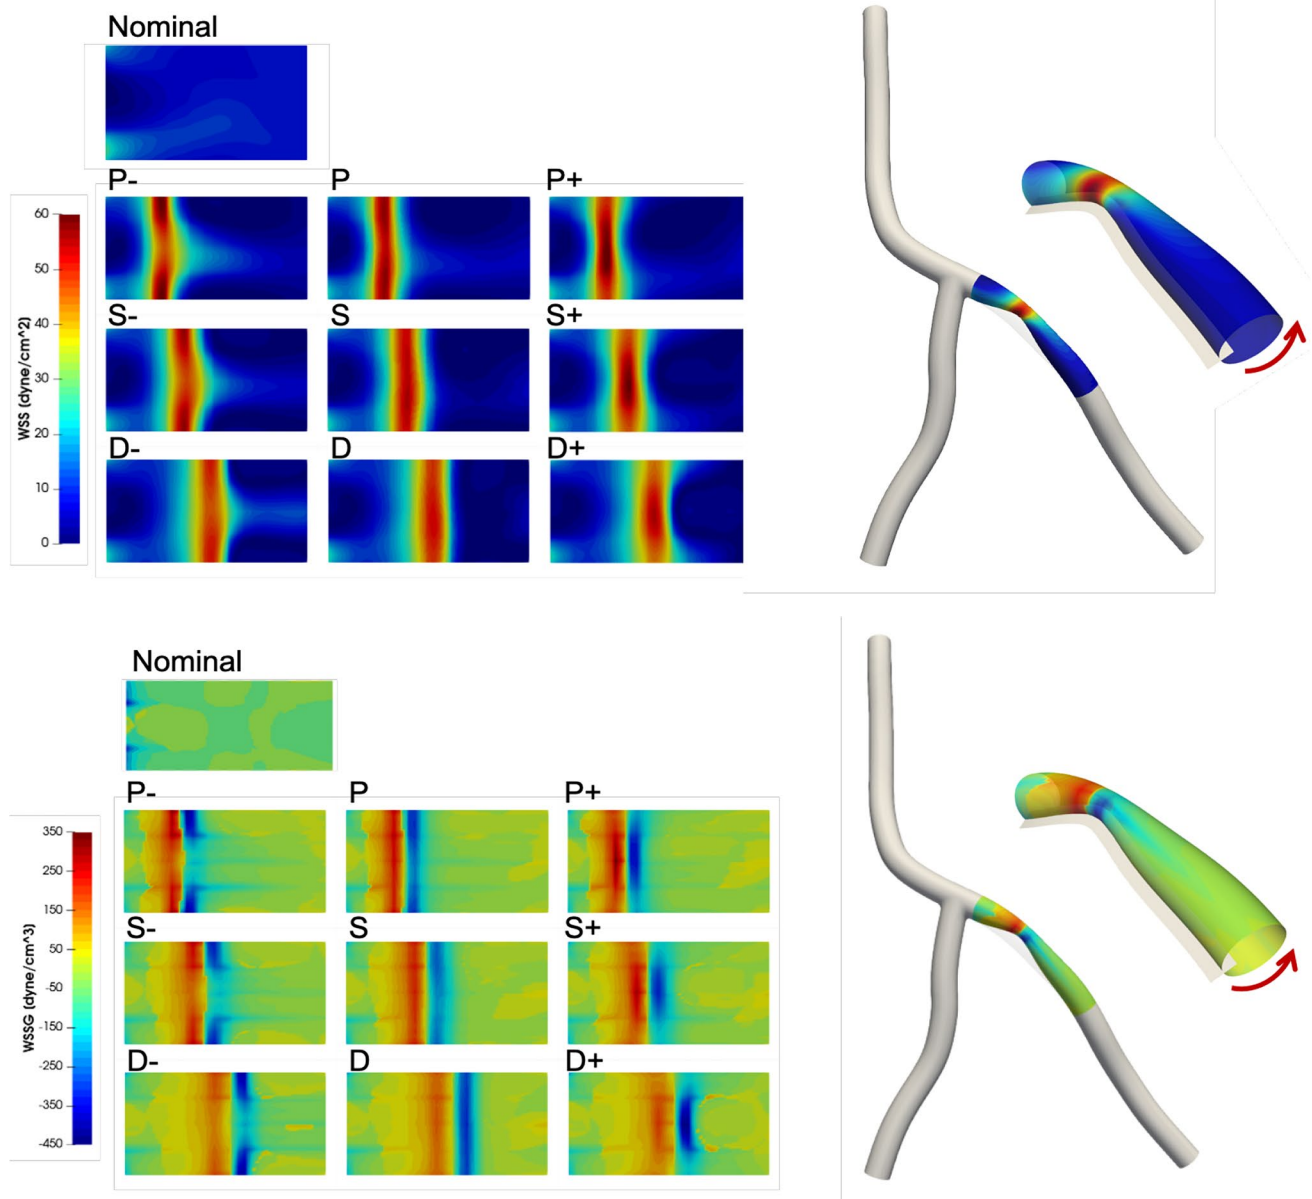 Nominal
P- P P+
60
50
40
30
20
10
0
WSS (dyne/cm^2)
S- S S+
D- D D+
Nominal
P- P P+
350
250
150
50
-50
-150
-250
-350
-450
WSSG (dyne/cm^3)
S- S S+
D- D D+